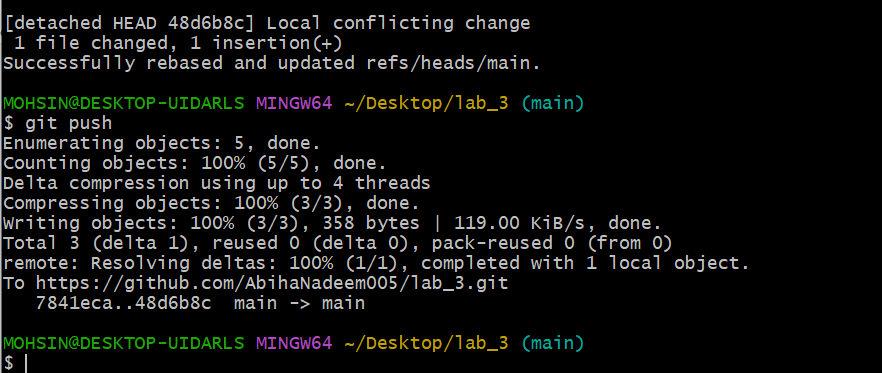 [detached HEAD 48d6b8c] Local conflicting change
 1 file changed, 1 insertion(+)
Successfully rebased and updated refs/heads/main.

MOHSIN@DESKTOP-UIDARLS MINGW64 ~/Desktop/lab_3 (main)
$ git push
Enumerating objects: 5, done.
Counting objects: 100% (5/5), done.
Delta compression using up to 4 threads
Compressing objects: 100% (3/3), done.
Writing objects: 100% (3/3), 358 bytes | 119.00 KiB/s, done.
Total 3 (delta 1), reused 0 (delta 0), pack-reused 0 (from 0)
remote: Resolving deltas: 100% (1/1), completed with 1 local object.
To https://github.com/AbihaNadeem005/lab_3.git
   7841eca..48d6b8c  main -> main

MOHSIN@DESKTOP-UIDARLS MINGW64 ~/Desktop/lab_3 (main)
$